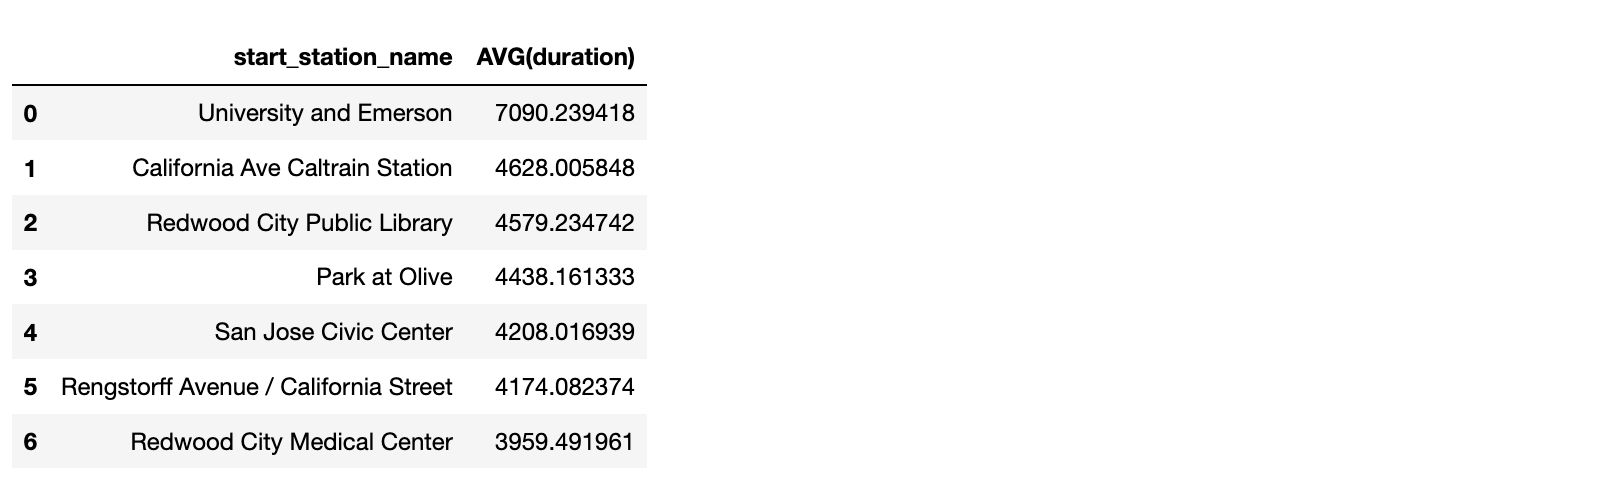 start_station_name AVG(duration)
0 University and Emerson 7090.239418
1 California Ave Caltrain Station 4628.005848
2 Redwood City Public Library 4579.234742
3 Park at Olive 4438.161333
4 San Jose Civic Center 4208.016939
5 Rengstorff Avenue / California Street 4174.082374
6 Redwood City Medical Center 3959.491961